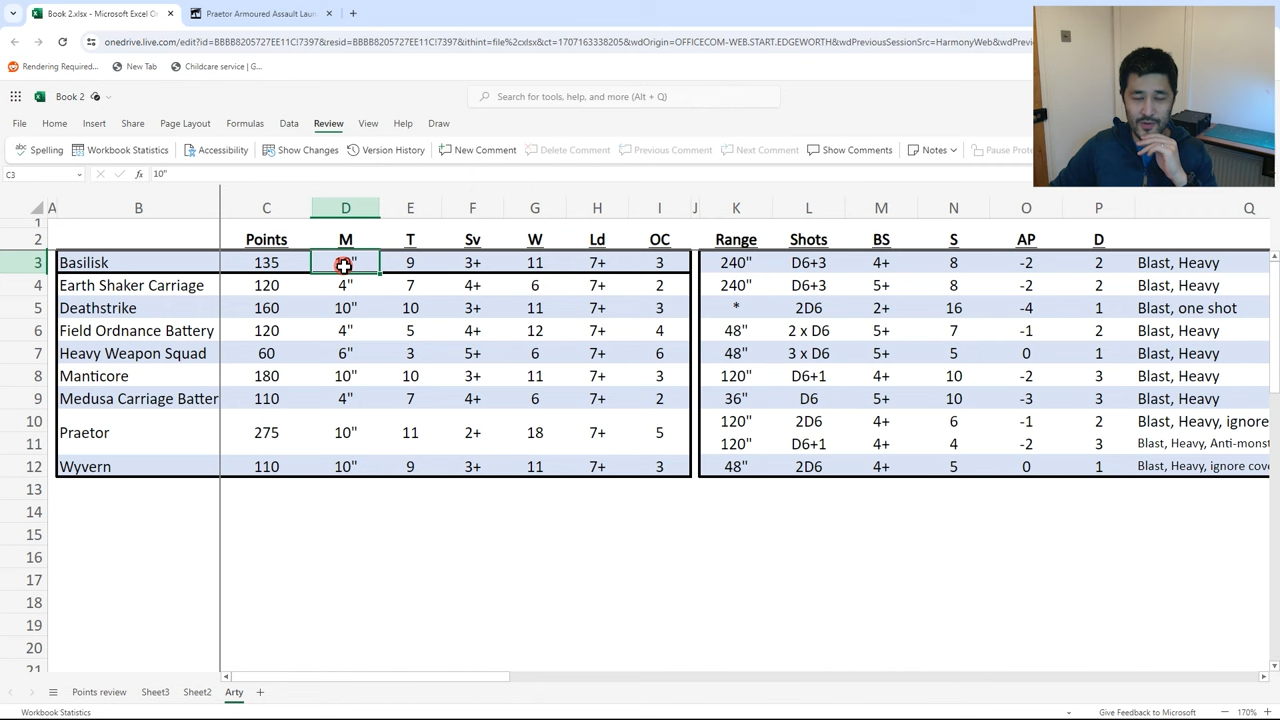 Book 2.xlsx - Microsoft Excel O
Praetor Armoured Assault Laun
onedrive.live.com/edit?id=BBBB8205727EE11C!7397&resid=BBBB8205727EE11C!7397&ithint=file%2cxlsx&ct=1707163338205&wdOrigin=OFFICECOM-WEB.START.EDGEWORTH&wdPreviousSessionSrc=HarmonyWeb&wdPrevi
Rendering Required... New Tab Childcare service | G...
Book 2 Search for tools, help, and more (Alt + Q)
File Home Insert Share Page Layout Formulas Data Review View Help Draw
Spelling Workbook Statistics Accessibility Show Changes Version History New Comment Delete Comment Previous Comment Next Comment Show Comments Notes Pause Prote
C3 fx 10"
A B C D E F G H I J K L M N O P Q
1
2 Points M T Sv W Ld OC Range Shots BS S AP D
3 Basilisk 135 " 9 3+ 11 7+ 3 240" D6+3 4+ 8 -2 2 Blast, Heavy
4 Earth Shaker Carriage 120 4" 7 4+ 6 7+ 2 240" D6+3 5+ 8 -2 2 Blast, Heavy
5 Deathstrike 160 10" 10 3+ 11 7+ 3 * 2D6 2+ 16 -4 1 Blast, one shot
6 Field Ordnance Battery 120 4" 5 4+ 12 7+ 4 48" 2 x D6 5+ 7 -1 2 Blast, Heavy
7 Heavy Weapon Squad 60 6" 3 5+ 6 7+ 6 48" 3 x D6 5+ 5 0 1 Blast, Heavy
8 Manticore 180 10" 10 3+ 11 7+ 3 120" D6+1 4+ 10 -2 3 Blast, Heavy
9 Medusa Carriage Batter 110 4" 7 4+ 6 7+ 2 36" D6 5+ 10 -3 3 Blast, Heavy
10 120" 2D6 4+ 6 -1 2 Blast, Heavy, ignore
Praetor 275 10" 11 2+ 18 7+ 5
11 120" D6+1 4+ 4 -2 3 Blast, Heavy, Anti-monst
12 Wyvern 110 10" 9 3+ 11 7+ 3 48" 2D6 4+ 5 0 1 Blast, Heavy, ignore cove
13
14
15
16
17
18
19
20
21
Points review Sheet3 Sheet2 Arty
Workbook Statistics Give Feedback to Microsoft 170%